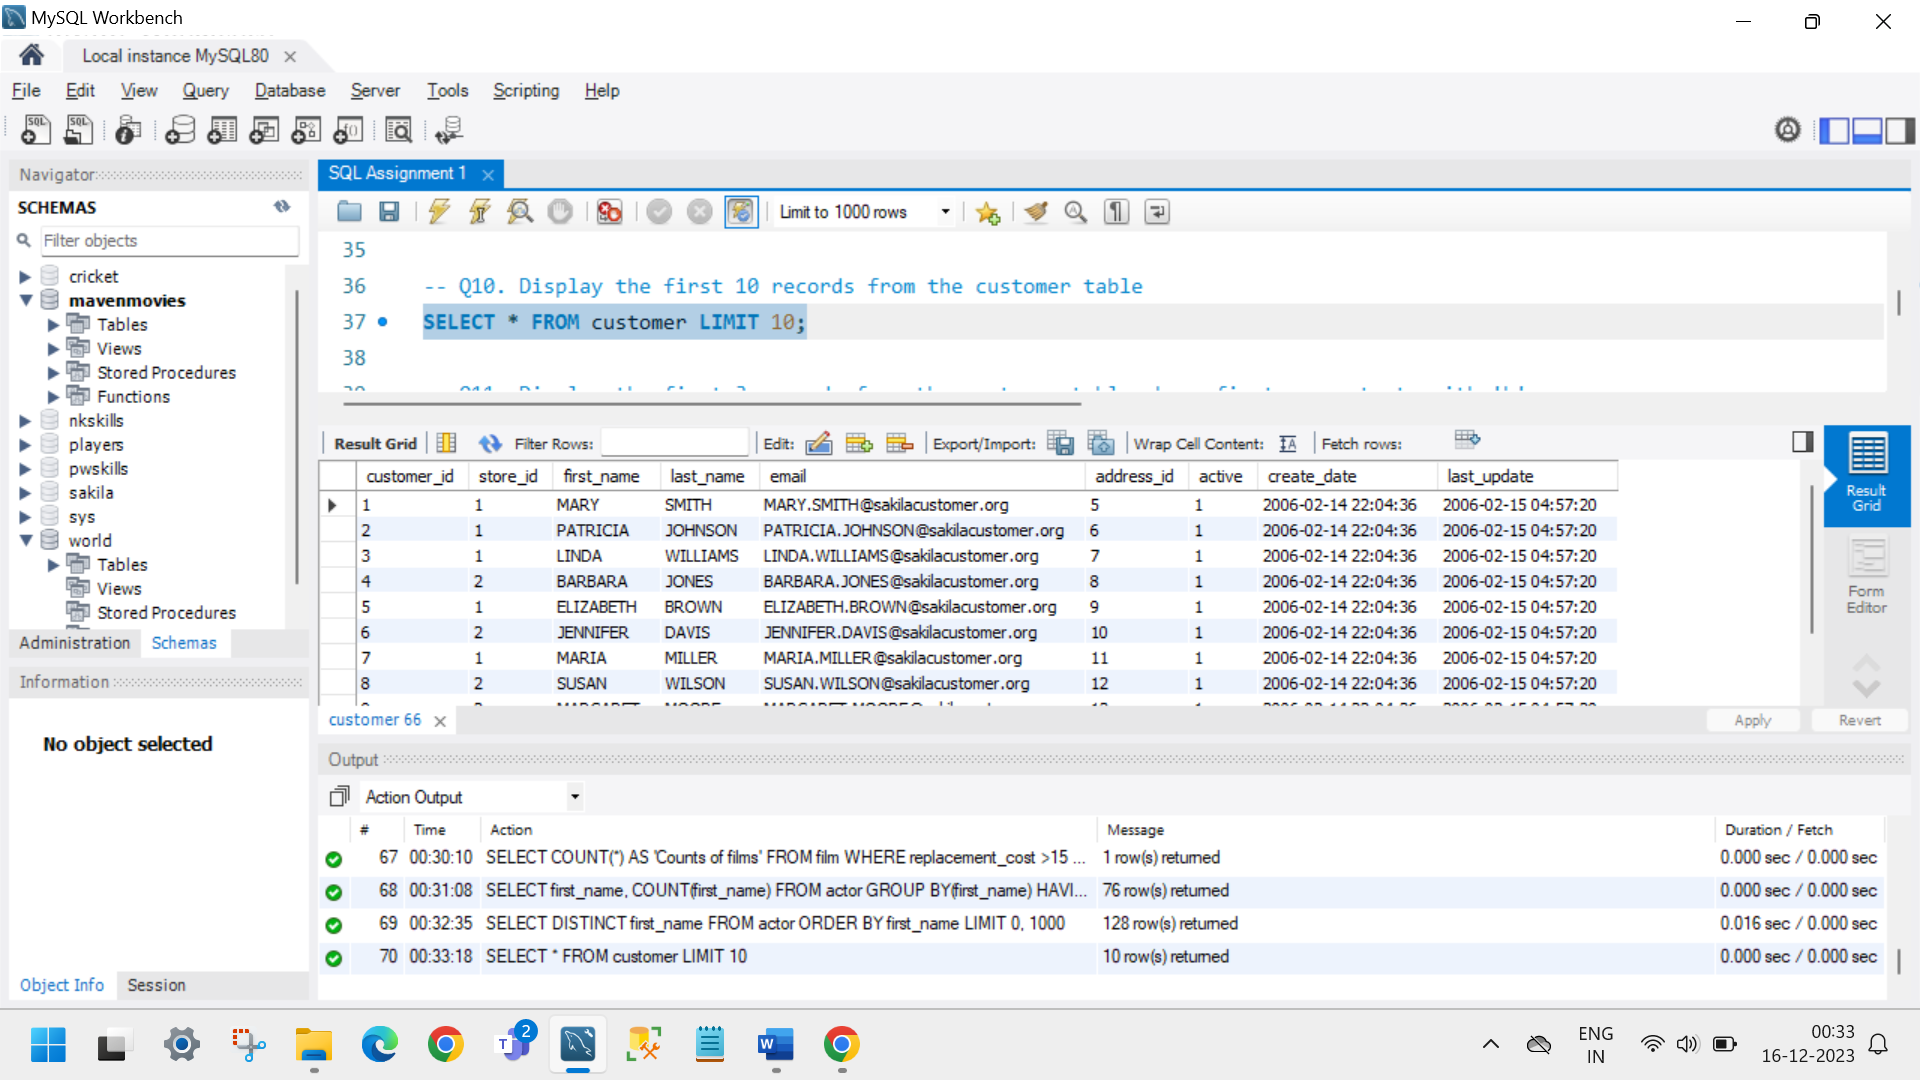 MySQL Workbench
Local instance MySQL80
File Edit View Query Database Server Tools Scripting Help
Navigator
SCHEMAS
Filter objects
cricket
mavenmovies
Tables
Views
Stored Procedures
Functions
nkskills
players
pwskills
sakila
sys
world
Tables
Views
Stored Procedures
Administration Schemas
Information
No object selected
Object Info Session
SQL Assignment 1
Limit to 1000 rows
35
36 -- Q10. Display the first 10 records from the customer table
37 SELECT * FROM customer LIMIT 10;
38
Result Grid Filter Rows: Edit: Export/Import: Wrap Cell Content: Fetch rows:
customer_id store_id first_name last_name email address_id active create_date last_update
1 1 MARY SMITH MARY.SMITH@sakilacustomer.org 5 1 2006-02-14 22:04:36 2006-02-15 04:57:20
2 1 PATRICIA JOHNSON PATRICIA.JOHNSON@sakilacustomer.org 6 1 2006-02-14 22:04:36 2006-02-15 04:57:20
3 1 LINDA WILLIAMS LINDA.WILLIAMS@sakilacustomer.org 7 1 2006-02-14 22:04:36 2006-02-15 04:57:20
4 2 BARBARA JONES BARBARA.JONES@sakilacustomer.org 8 1 2006-02-14 22:04:36 2006-02-15 04:57:20
5 1 ELIZABETH BROWN ELIZABETH.BROWN@sakilacustomer.org 9 1 2006-02-14 22:04:36 2006-02-15 04:57:20
6 2 JENNIFER DAVIS JENNIFER.DAVIS@sakilacustomer.org 10 1 2006-02-14 22:04:36 2006-02-15 04:57:20
7 1 MARIA MILLER MARIA.MILLER@sakilacustomer.org 11 1 2006-02-14 22:04:36 2006-02-15 04:57:20
8 2 SUSAN WILSON SUSAN.WILSON@sakilacustomer.org 12 1 2006-02-14 22:04:36 2006-02-15 04:57:20
Result
Grid
Form
Editor
customer 66
Apply Revert
Output
Action Output
# Time Action Message Duration / Fetch
67 00:30:10 SELECT COUNT(*) AS 'Counts of films' FROM film WHERE replacement_cost >15 ... 1 row(s) returned 0.000 sec / 0.000 sec
68 00:31:08 SELECT first_name, COUNT(first_name) FROM actor GROUP BY(first_name) HAVI... 76 row(s) returned 0.000 sec / 0.000 sec
69 00:32:35 SELECT DISTINCT first_name FROM actor ORDER BY first_name LIMIT 0, 1000 128 row(s) returned 0.016 sec / 0.000 sec
70 00:33:18 SELECT * FROM customer LIMIT 10 10 row(s) returned 0.000 sec / 0.000 sec
2
ENG
IN
00:33
16-12-2023